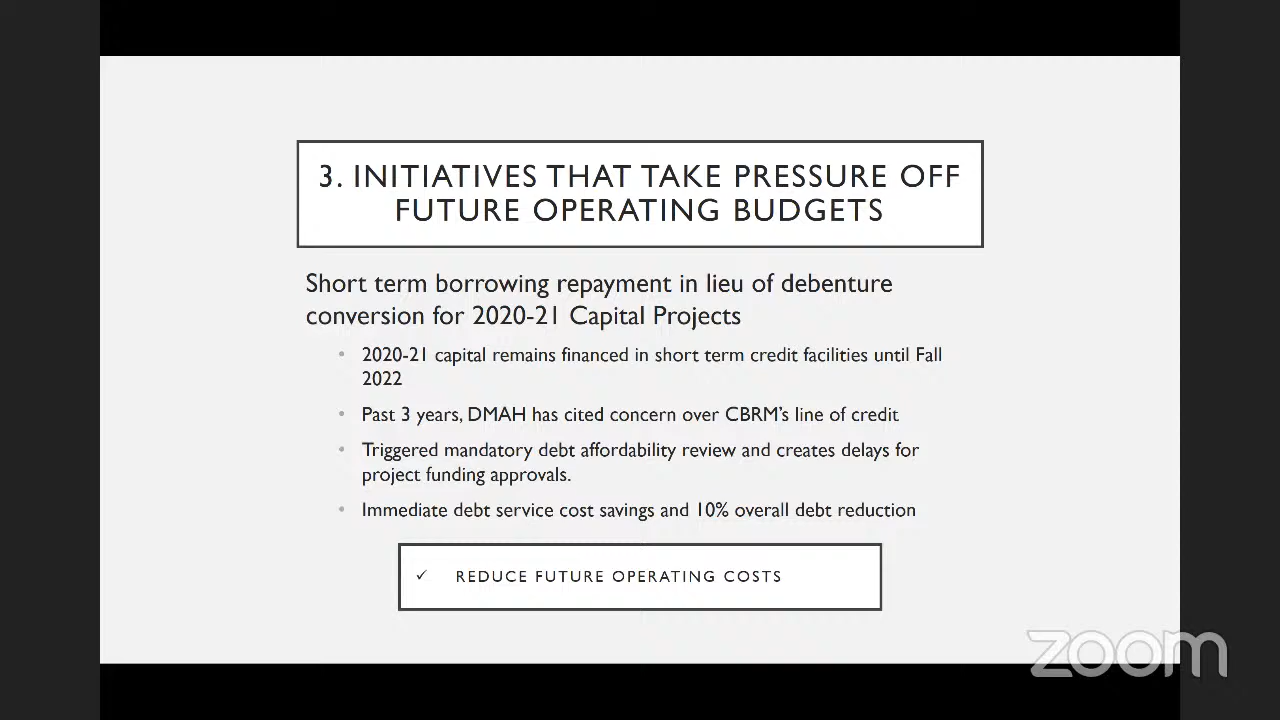 3. INITIATIVES THAT TAKE PRESSURE OFF
FUTURE OPERATING BUDGETS
Short term borrowing repayment in lieu of debenture
conversion for 2020-21 Capital Projects
• 2020-21 capital remains financed in short term credit facilities until Fall
2022
• Past 3 years, DMAH has cited concern over CBRM's line of credit
• Triggered mandatory debt affordability review and creates delays for
project funding approvals.
• Immediate debt service cost savings and 10% overall debt reduction
✓ REDUCE FUTURE OPERATING COSTS
zoom